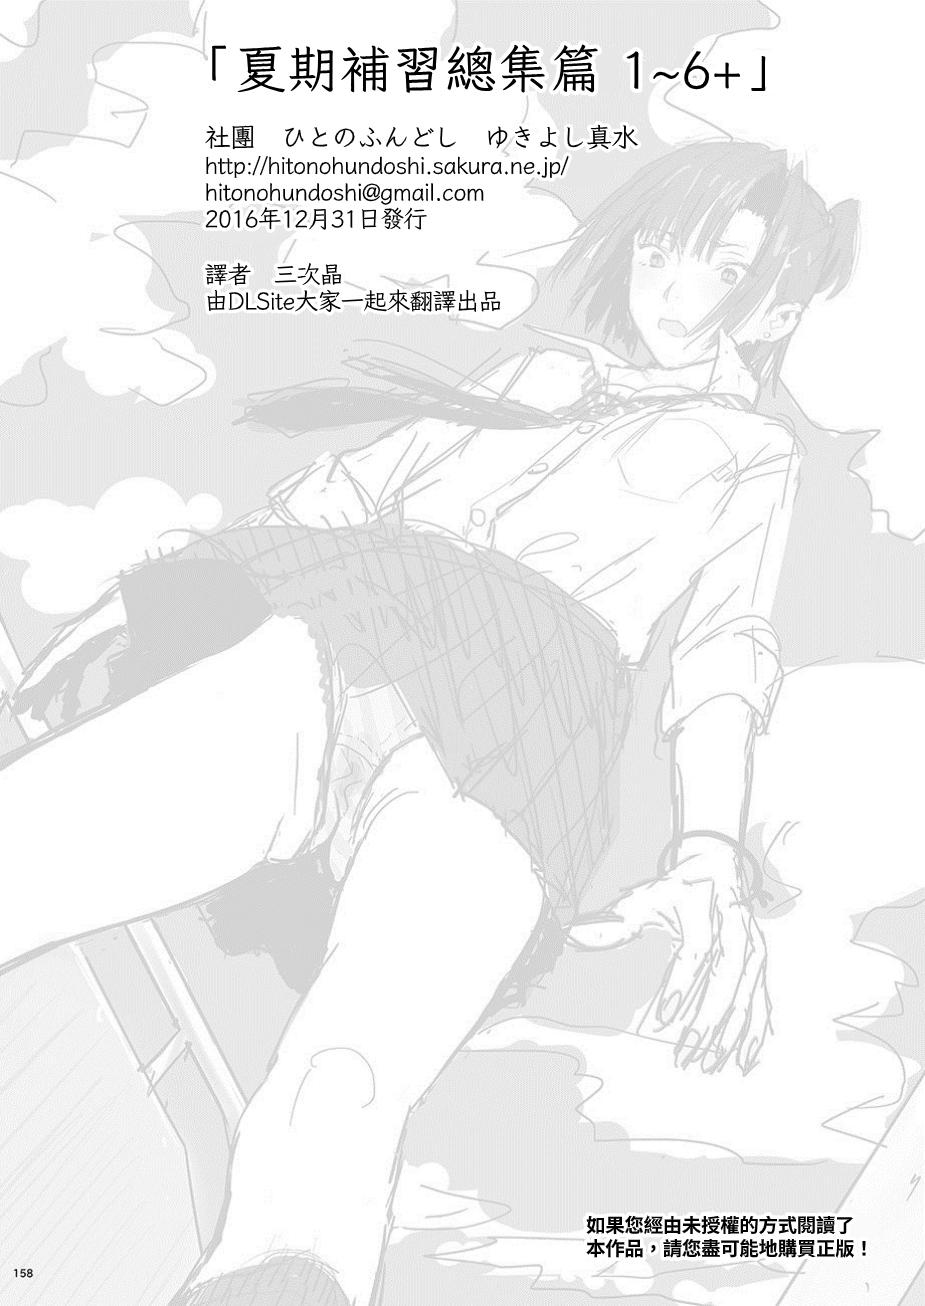 「夏期補習總集篇 1~6+」
社團　ひとのふんどし　ゆきよし真水
http://hitonohundoshi.sakura.ne.jp/
hitonohundoshi@gmail.com
2016年12月31日發行
譯者　三次晶
由DLSite大家一起來翻譯出品
如果您經由未授權的方式閱讀了
本作品，請您盡可能地購買正版！
158